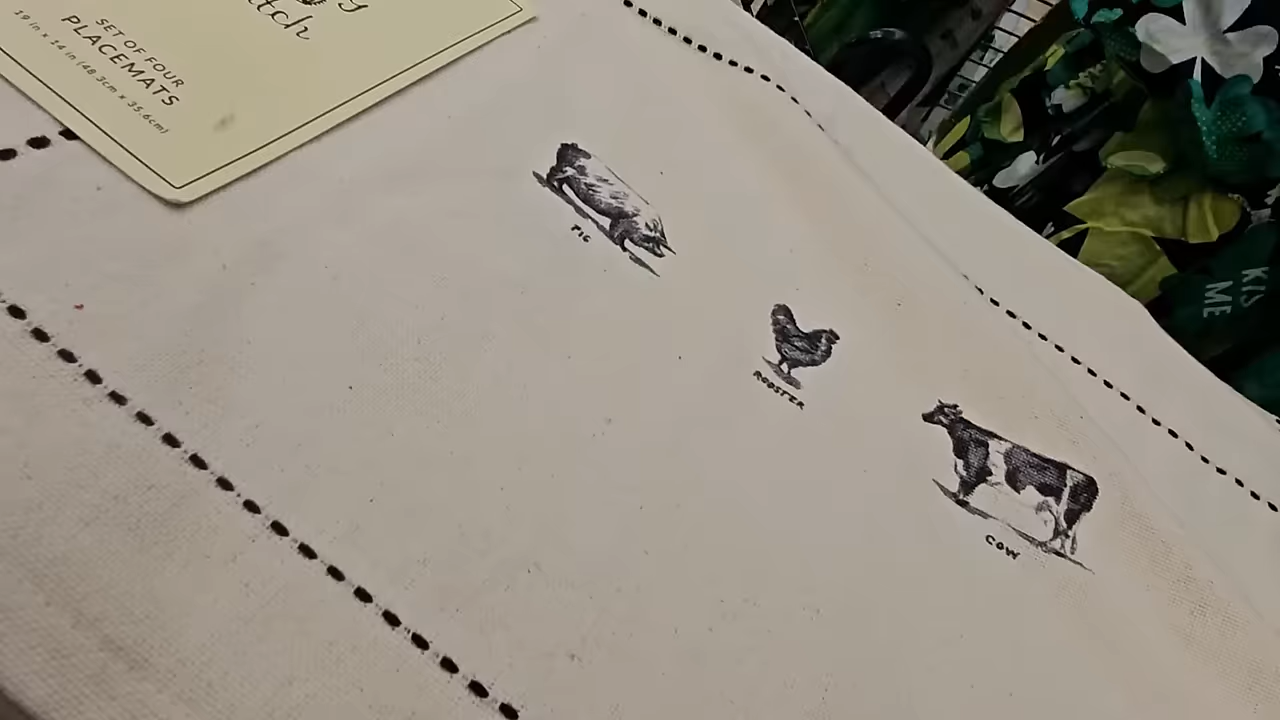 SET OF FOUR
PLACEMATS
19 in x 14 in (48.3cm x 35.6cm)
PIG
ROOSTER
COW
KIS
ME